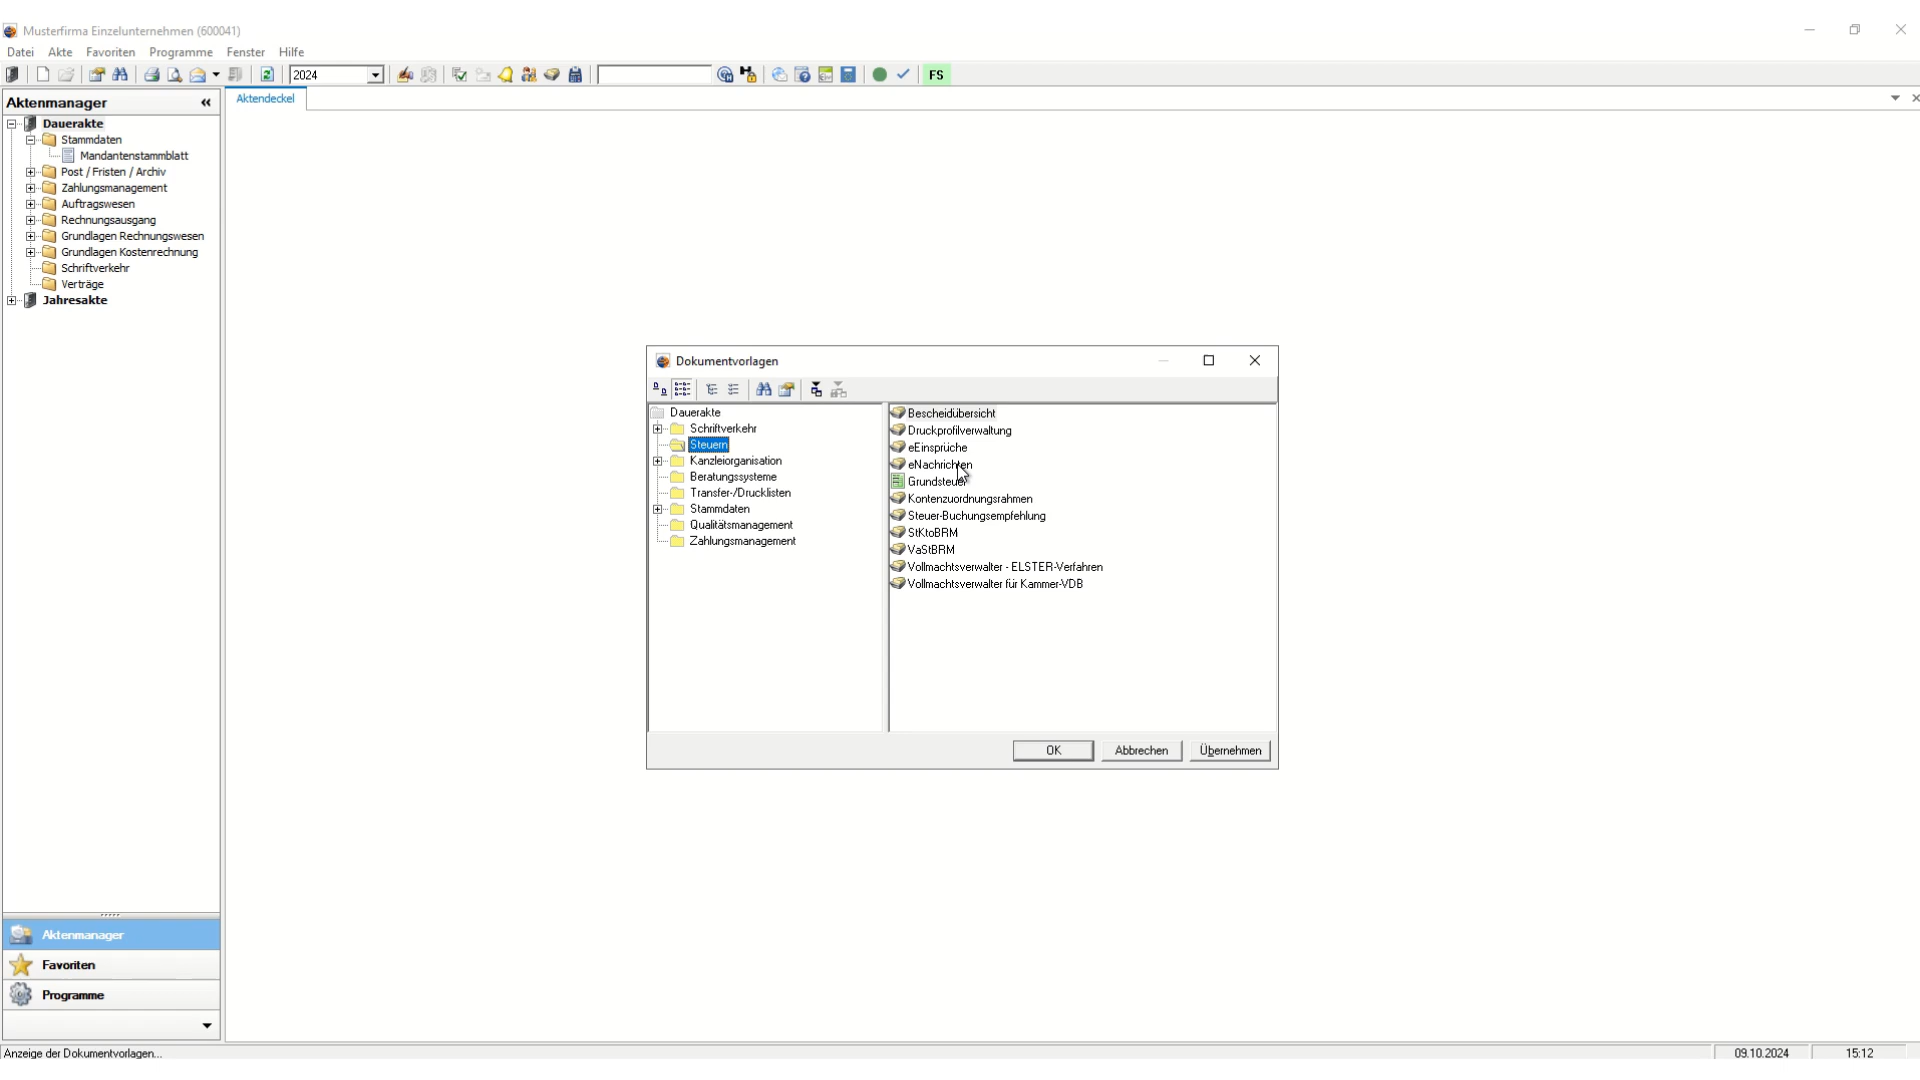 Musterfirma Einzelunternehmen (600041)
Datei Akte Favoriten Programme Fenster Hilfe
2024
FS
Aktenmanager
«
Aktendeckel
Dauerakte
Stammdaten
Mandantenstammblatt
Post / Fristen / Archiv
Zahlungsmanagement
Auftragswesen
Rechnungsausgang
Grundlagen Rechnungswesen
Grundlagen Kostenrechnung
Schriftverkehr
Verträge
Jahresakte
Dokumentvorlagen
Dauerakte
Schriftverkehr
Steuern
Kanzleiorganisation
Beratungssysteme
Transfer-/Drucklisten
Stammdaten
Qualitätsmanagement
Zahlungsmanagement
Bescheidübersicht
Druckprofilverwaltung
eEinsprüche
eNachrichten
Grundsteuer
Kontenzuordnungsrahmen
Steuer-Buchungsempfehlung
StKtoBRM
VaStBRM
Vollmachtsverwalter - ELSTER-Verfahren
Vollmachtsverwalter für Kammer-VDB
OK Abbrechen Übernehmen
Aktenmanager
Favoriten
Programme
Anzeige der Dokumentvorlagen...
09.10.2024 15:12